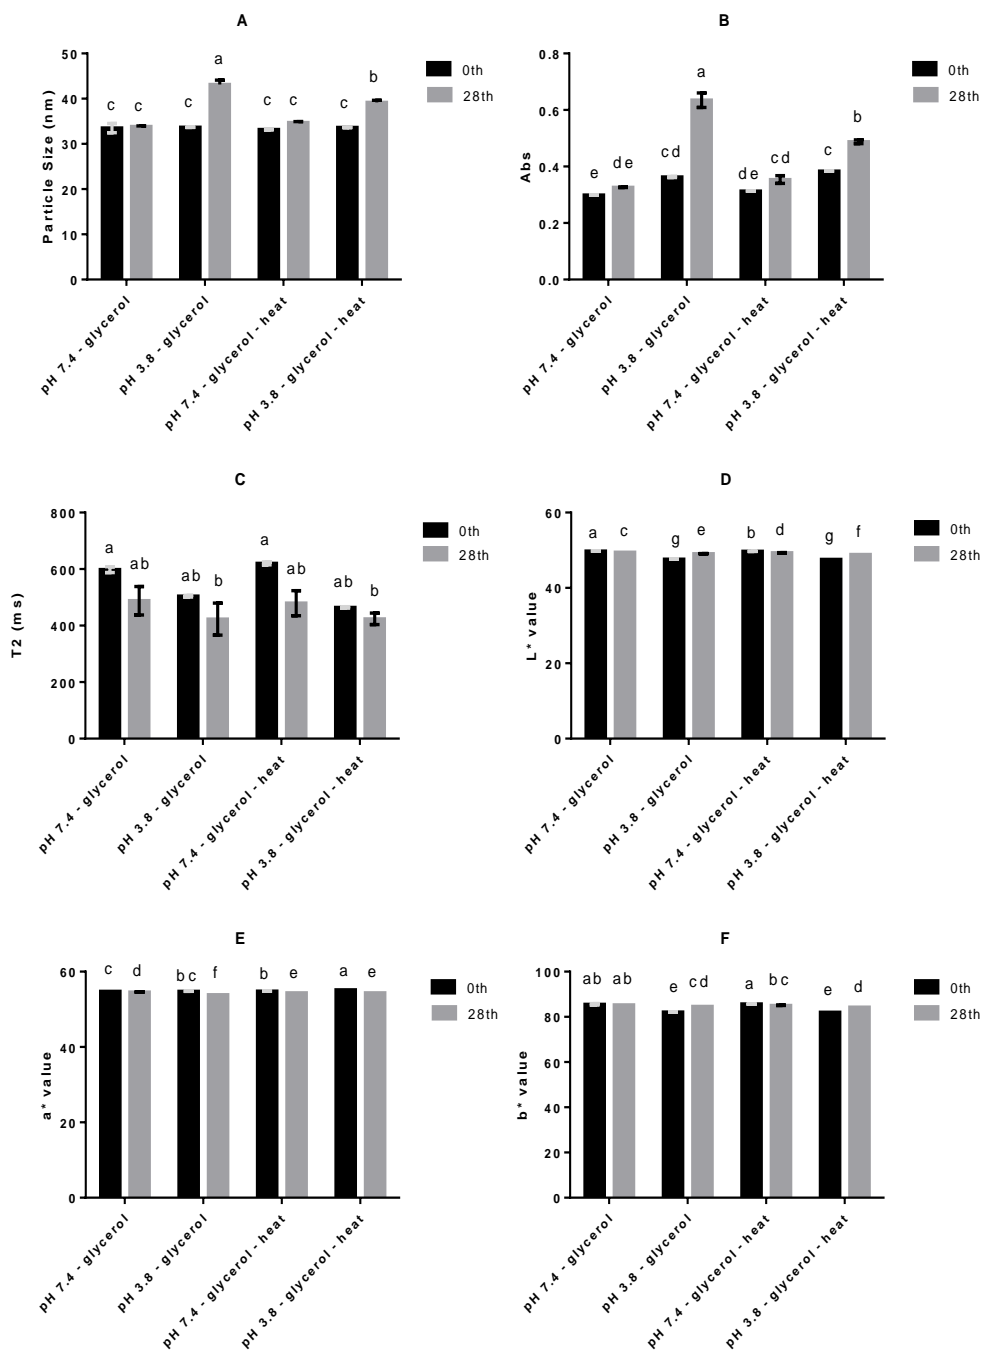 A
Particle Size (nm)
50
40
30
20
10
0
c c c a c c c b
0th
28th
pH 7.4 - glycerol
pH 3.8 - glycerol
pH 7.4 - glycerol - heat
pH 3.8 - glycerol - heat
B
Abs
0.8
0.6
0.4
0.2
0.0
e de cd a de cd c b
0th
28th
pH 7.4 - glycerol
pH 3.8 - glycerol
pH 7.4 - glycerol - heat
pH 3.8 - glycerol - heat
C
T2 (ms)
800
600
400
200
0
a ab ab b a ab ab b
0th
28th
pH 7.4 - glycerol
pH 3.8 - glycerol
pH 7.4 - glycerol - heat
pH 3.8 - glycerol - heat
D
L* value
60
40
20
0
a c g e b d g f
0th
28th
pH 7.4 - glycerol
pH 3.8 - glycerol
pH 7.4 - glycerol - heat
pH 3.8 - glycerol - heat
E
a* value
60
40
20
0
c d bc f b e a e
0th
28th
pH 7.4 - glycerol
pH 3.8 - glycerol
pH 7.4 - glycerol - heat
pH 3.8 - glycerol - heat
F
b* value
100
80
60
40
20
0
ab ab e cd a bc e d
0th
28th
pH 7.4 - glycerol
pH 3.8 - glycerol
pH 7.4 - glycerol - heat
pH 3.8 - glycerol - heat